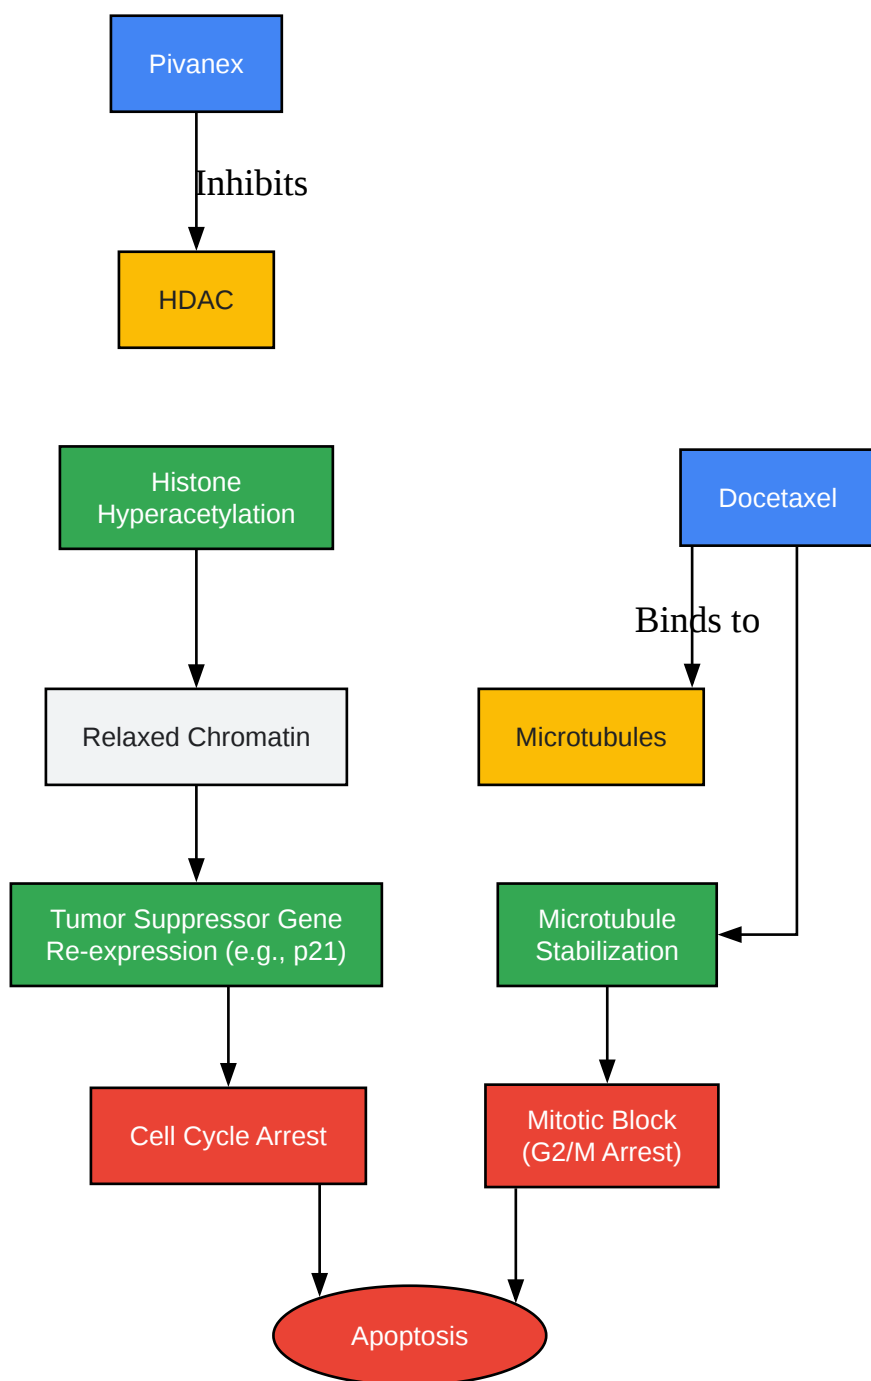 Pivanex
Inhibits
HDAC
Histone
Hyperacetylation
Docetaxel
Binds to
Relaxed Chromatin
Microtubules
Tumor Suppressor Gene
Re-expression (e.g., p21)
Microtubule
Stabilization
Cell Cycle Arrest
Mitotic Block
(G2/M Arrest)
Apoptosis